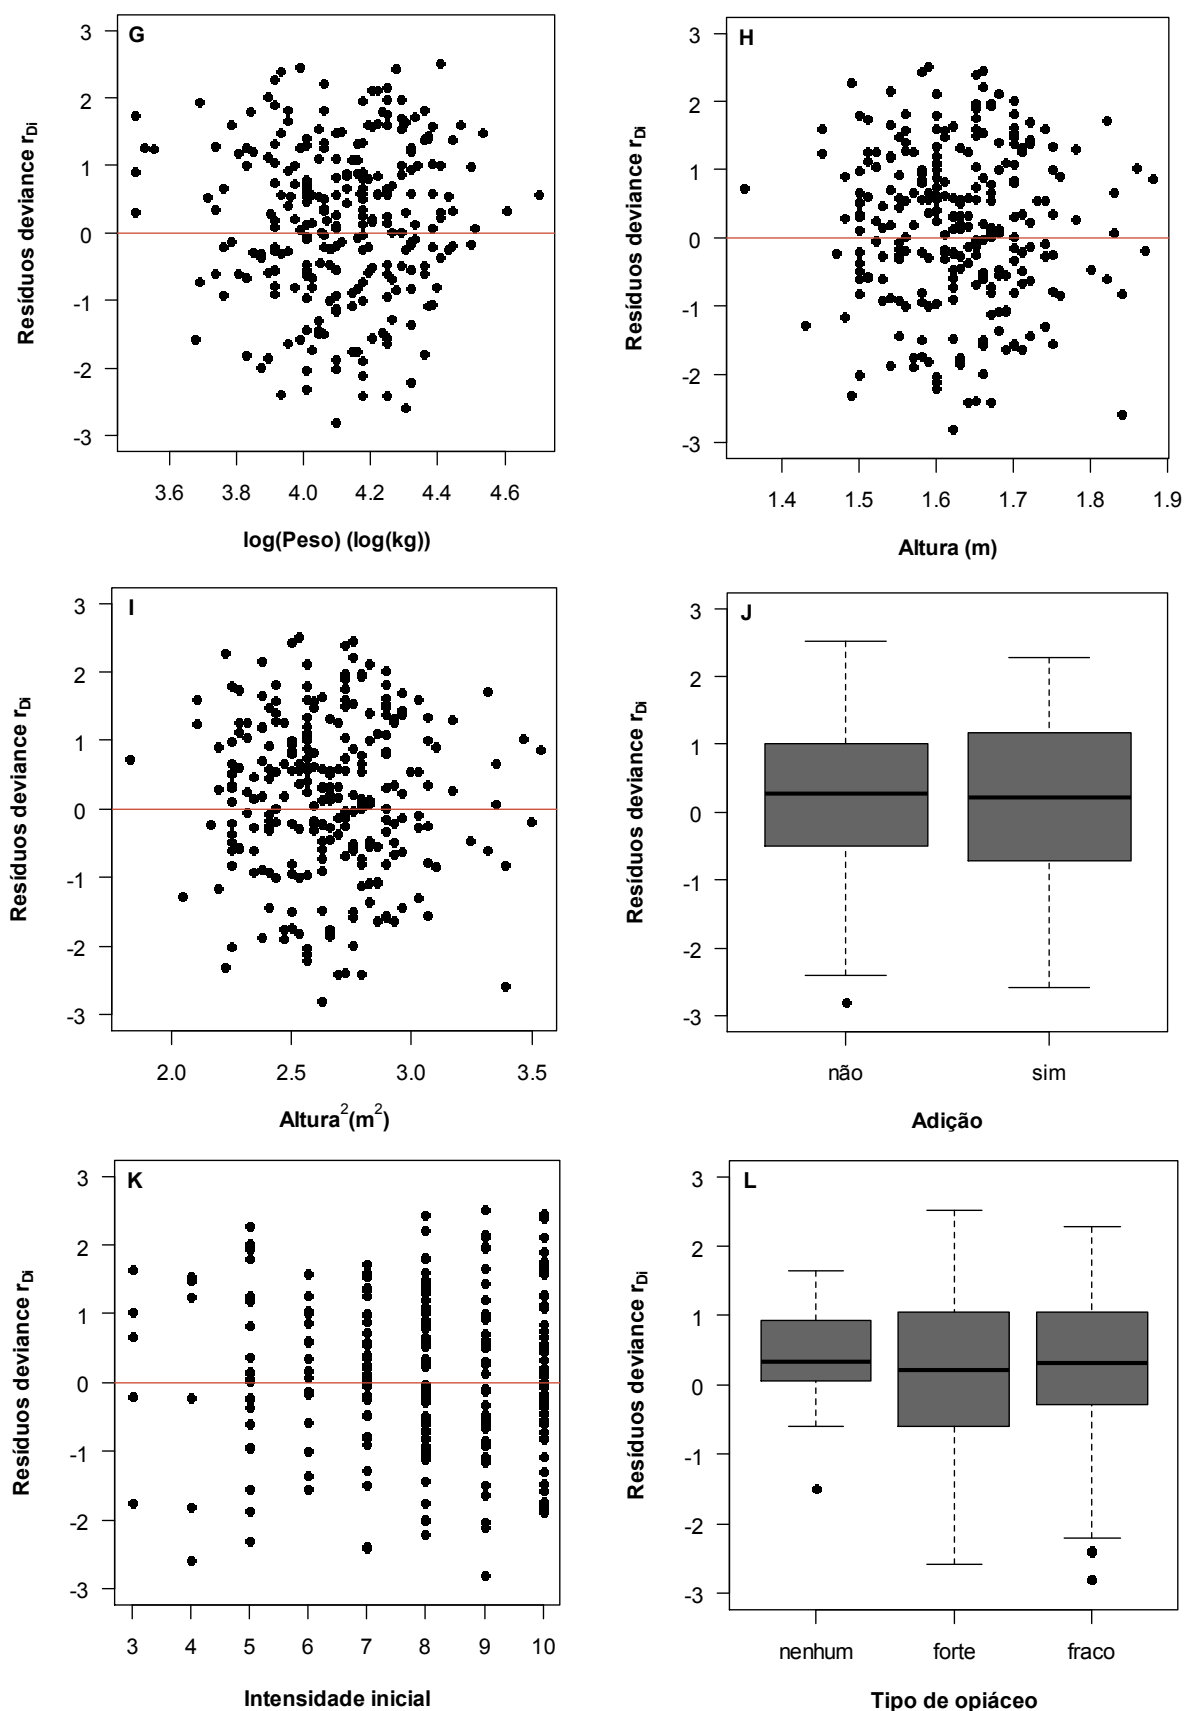 G
3
2
1
0
-1
-2
-3
3.6 3.8 4.0 4.2 4.4 4.6
log(Peso) (log(kg))
Resíduos deviance rDi
H
3
2
1
0
-1
-2
-3
1.4 1.5 1.6 1.7 1.8 1.9
Altura (m)
Resíduos deviance rDi
I
3
2
1
0
-1
-2
-3
2.0 2.5 3.0 3.5
Altura²(m²)
Resíduos deviance rDi
J
3
2
1
0
-1
-2
-3
não sim
Adição
Resíduos deviance rDi
K
3
2
1
0
-1
-2
-3
3 4 5 6 7 8 9 10
Intensidade inicial
Resíduos deviance rDi
L
3
2
1
0
-1
-2
-3
nenhum forte fraco
Tipo de opiáceo
Resíduos deviance rDi